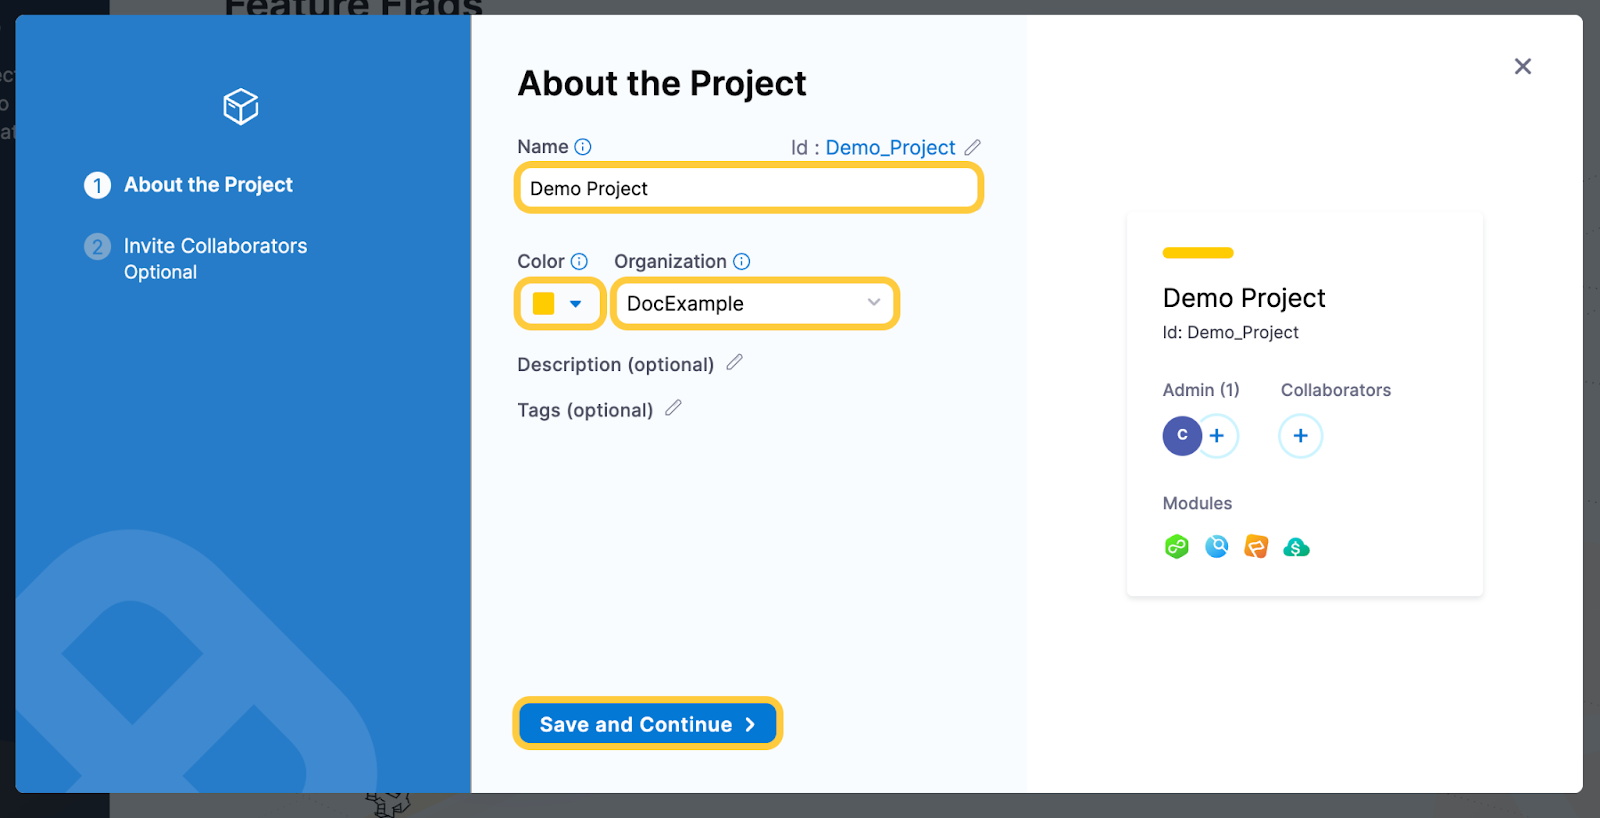 Feature Flags
1 About the Project
2 Invite Collaborators
Optional
About the Project
Name
Id : Demo_Project
Demo Project
Color
Organization
DocExample
Description (optional)
Tags (optional)
Save and Continue
Demo Project
Id: Demo_Project
Admin (1) Collaborators
C + +
Modules